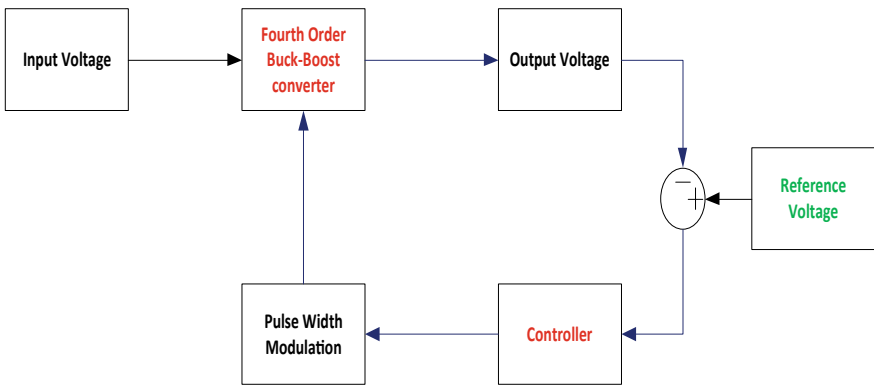 Input Voltage
Fourth Order
Buck-Boost
converter
Output Voltage
−
+
Reference
Voltage
Pulse Width
Modulation
Controller